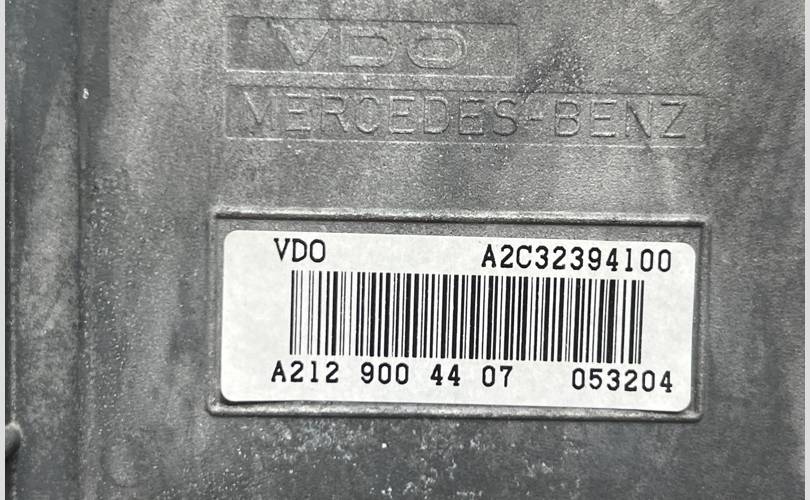 VDO
MERCEDES-BENZ
VDO A2C32394100
A212 900 44 07 053204